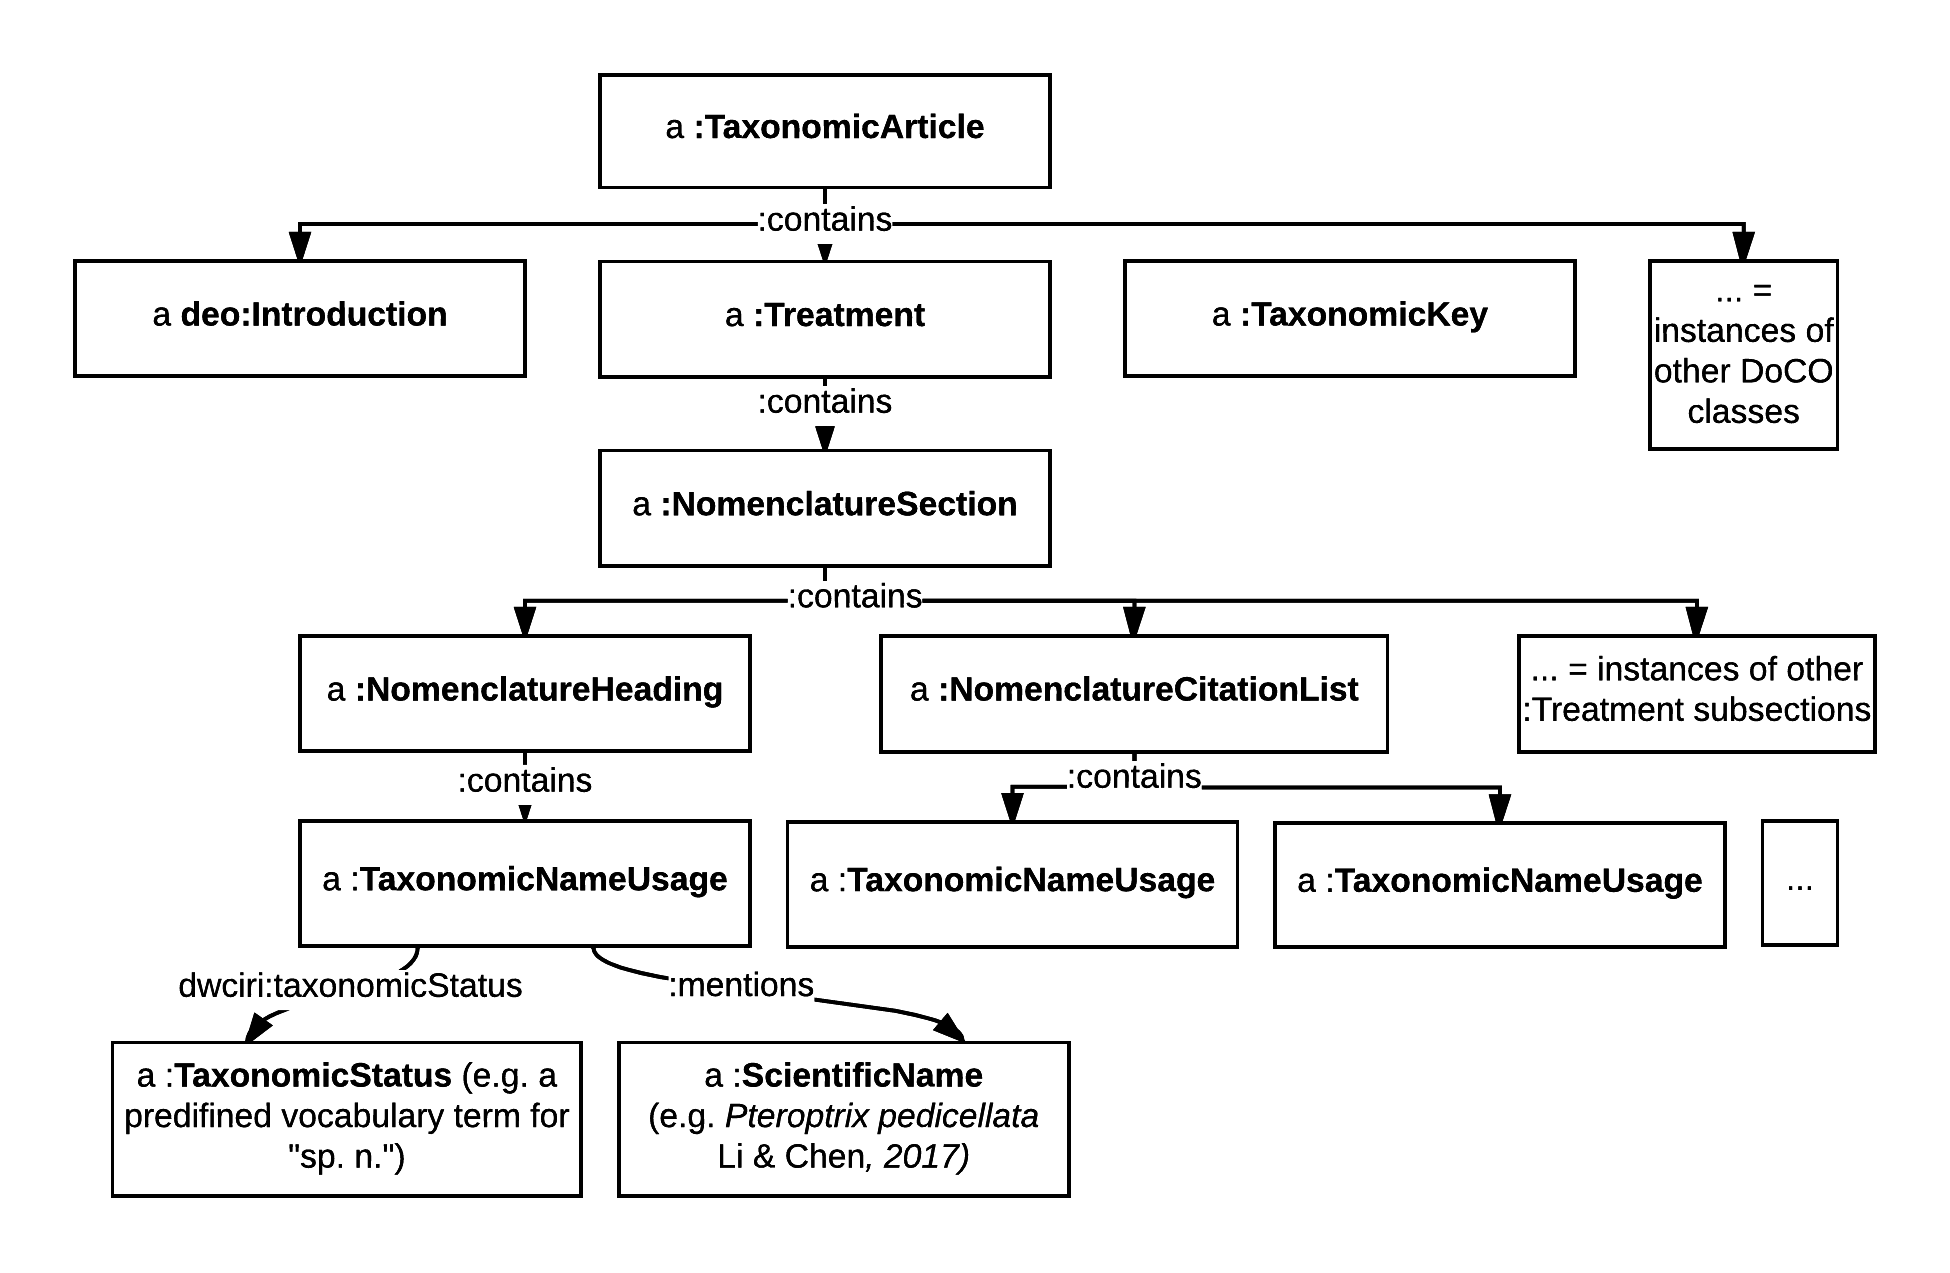 a :TaxonomicArticle
:contains
a deo:Introduction
a :Treatment
a :TaxonomicKey
... =
instances of
other DoCO
classes
:contains
a :NomenclatureSection
:contains
a :NomenclatureHeading
a :NomenclatureCitationList
... = instances of other
:Treatment subsections
:contains
:contains
a :TaxonomicNameUsage
a :TaxonomicNameUsage
a :TaxonomicNameUsage
...
dwciri:taxonomicStatus
:mentions
a :TaxonomicStatus (e.g. a
predifined vocabulary term for
"sp. n.")
a :ScientificName
(e.g. Pteroptrix pedicellata
Li & Chen, 2017)